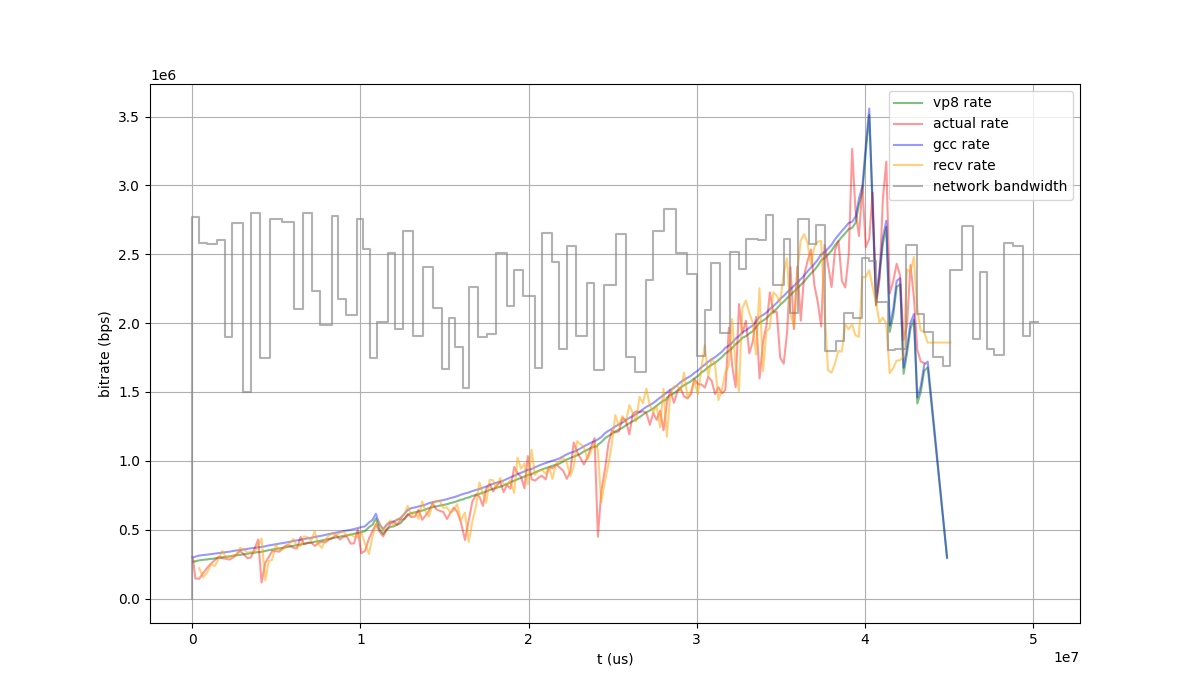 1e6
3.5
3.0
2.5
2.0
1.5
1.0
0.5
0.0
bitrate (bps)
vp8 rate
actual rate
gcc rate
recv rate
network bandwidth
0 1 2 3 4 5
t (us)
1e7